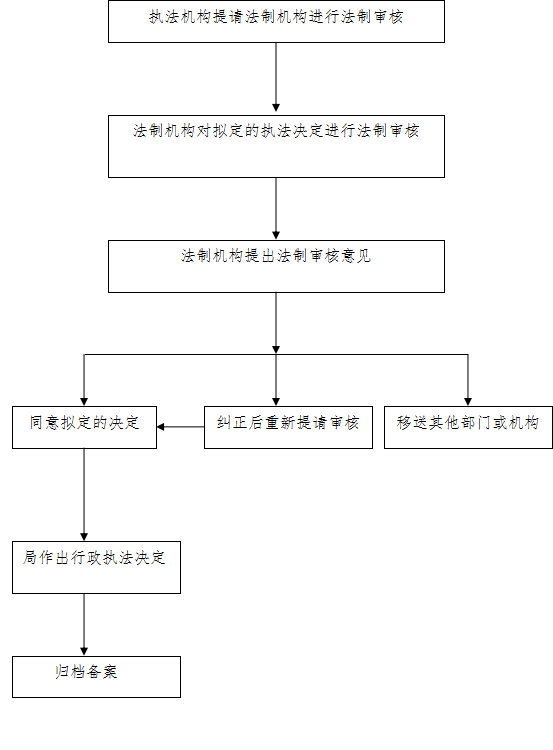 执法机构提请法制机构进行法制审核
法制机构对拟定的执法决定进行法制审核
法制机构提出法制审核意见
同意拟定的决定
纠正后重新提请审核
移送其他部门或机构
局作出行政执法决定
归档备案